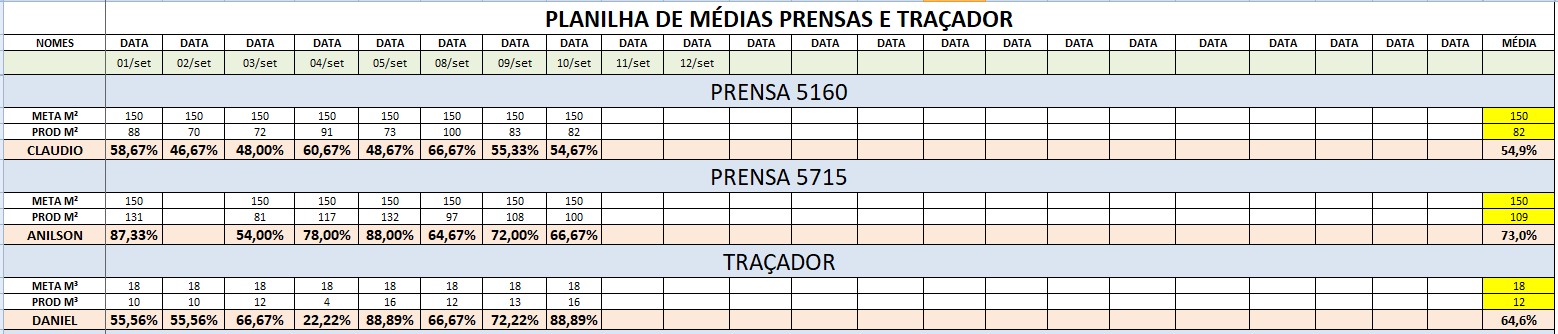 PLANILHA DE MÉDIAS PRENSAS E TRAÇADOR
NOMES DATA DATA DATA DATA DATA DATA DATA DATA DATA DATA DATA DATA DATA DATA DATA DATA DATA DATA DATA DATA DATA DATA MÉDIA
01/set 02/set 03/set 04/set 05/set 08/set 09/set 10/set 11/set 12/set
PRENSA 5160
META M² 150 150 150 150 150 150 150 150 150
PROD M² 88 70 72 91 73 100 83 82 82
CLAUDIO 58,67% 46,67% 48,00% 60,67% 48,67% 66,67% 55,33% 54,67% 54,9%
PRENSA 5715
META M² 150 150 150 150 150 150 150 150
PROD M² 131 81 117 132 97 108 100 109
ANILSON 87,33% 54,00% 78,00% 88,00% 64,67% 72,00% 66,67% 73,0%
TRAÇADOR
META M³ 18 18 18 18 18 18 18 18 18
PROD M³ 10 10 12 4 16 12 13 16 12
DANIEL 55,56% 55,56% 66,67% 22,22% 88,89% 66,67% 72,22% 88,89% 64,6%